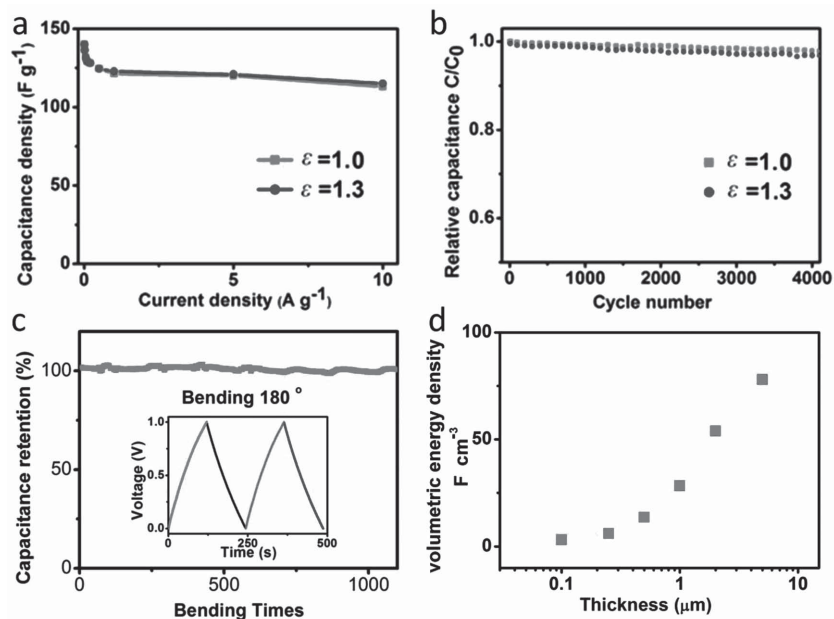 a
150
100
50
0
Capacitance density (F g⁻¹)
ε =1.0
ε =1.3
0
5
10
Current density (A g⁻¹)
b
1.0
0.9
0.8
0.6
Relative capacitance C/C₀
ε =1.0
ε =1.3
0
1000
2000
3000
4000
Cycle number
c
100
50
0
Capacitance retention (%)
Bending 180 °
1.0
0.5
0.0
Voltage (V)
0
250
500
Time (s)
0
500
1000
Bending Times
d
100
50
0
volumetric energy density
F cm⁻³
0.1
1
10
Thickness (μm)